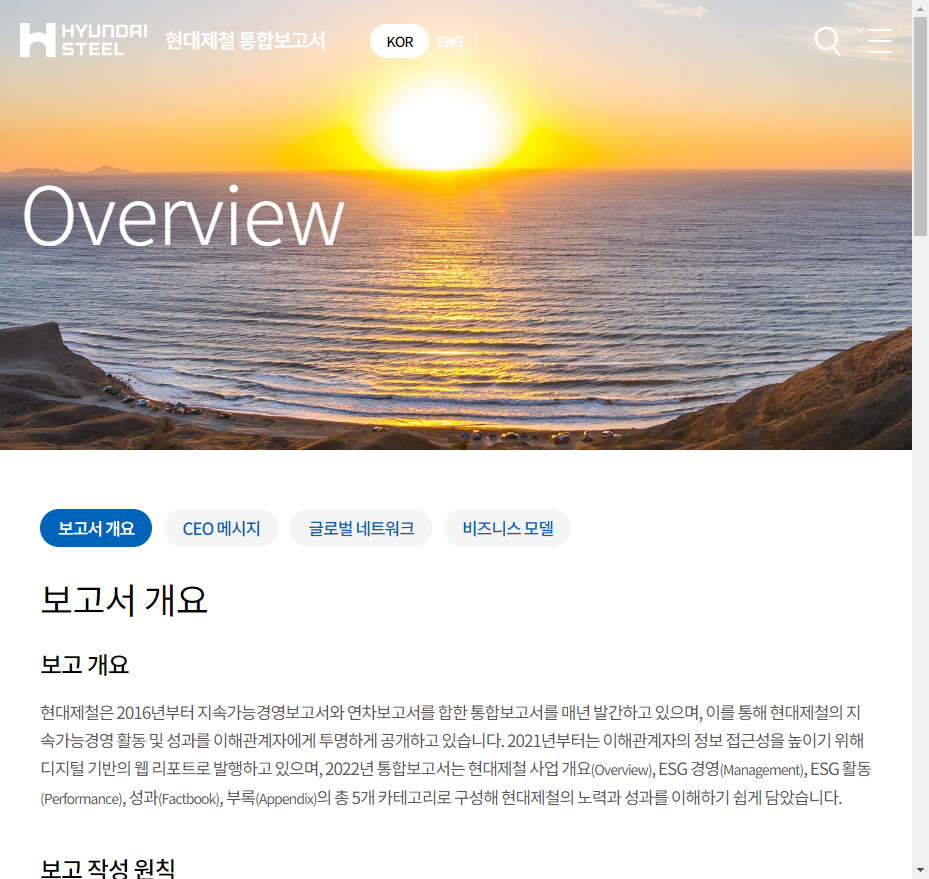 HYUNDAI
STEEL
현대제철 통합보고서
KOR ENG
Overview
보고서 개요 CEO 메시지 글로벌 네트워크 비즈니스 모델
보고서 개요
보고 개요
현대제철은 2016년부터 지속가능경영보고서와 연차보고서를 합한 통합보고서를 매년 발간하고 있으며, 이를 통해 현대제철의 지
속가능경영 활동 및 성과를 이해관계자에게 투명하게 공개하고 있습니다. 2021년부터는 이해관계자의 정보 접근성을 높이기 위해
디지털 기반의 웹 리포트로 발행하고 있으며, 2022년 통합보고서는 현대제철 사업 개요(Overview), ESG 경영(Management), ESG 활동
(Performance), 성과(Factbook), 부록(Appendix)의 총 5개 카테고리로 구성해 현대제철의 노력과 성과를 이해하기 쉽게 담았습니다.
보고 작성 원칙